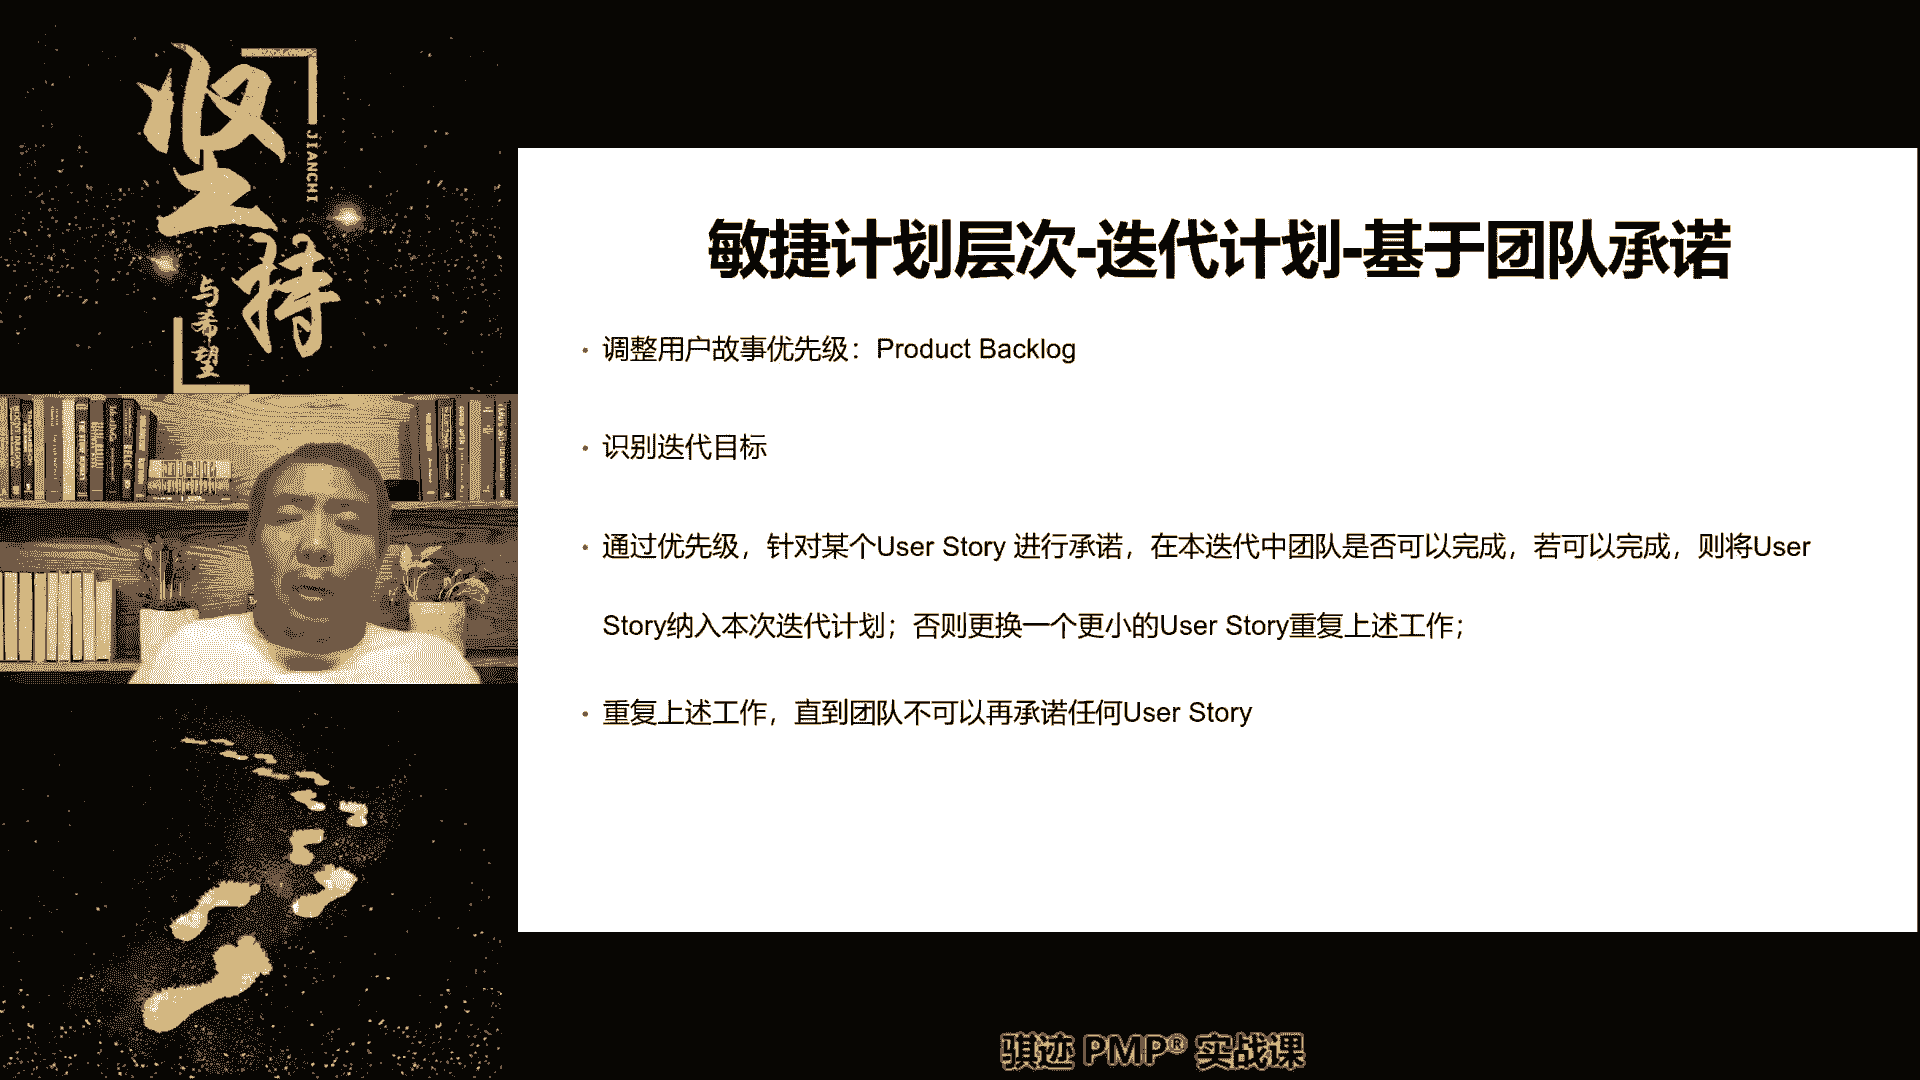 坚持
JIANCHI
与希望
敏捷计划层次-迭代计划-基于团队承诺
• 调整用户故事优先级：Product Backlog
• 识别迭代目标
• 通过优先级，针对某个User Story 进行承诺，在本迭代中团队是否可以完成，若可以完成，则将User
Story纳入本次迭代计划；否则更换一个更小的User Story重复上述工作；
• 重复上述工作，直到团队不可以再承诺任何User Story
骐迹 PMP® 实战课